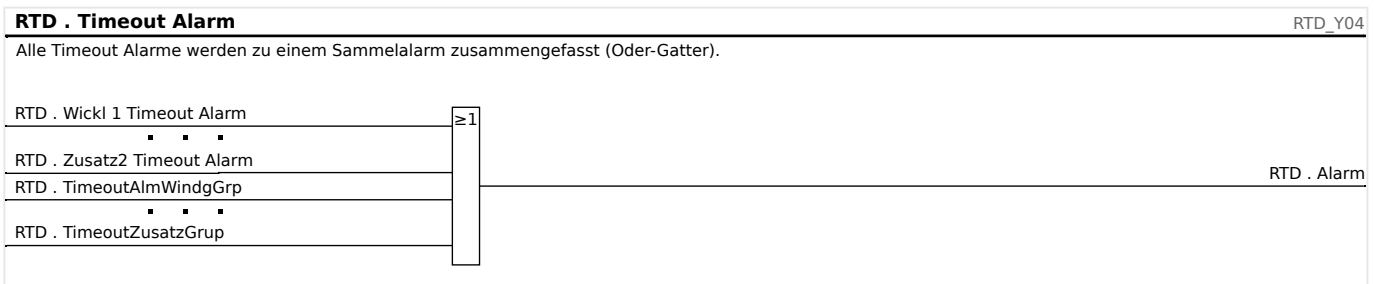 RTD . Timeout Alarm
RTD_Y04
Alle Timeout Alarme werden zu einem Sammelalarm zusammengefasst (Oder-Gatter).
RTD . Wickl 1 Timeout Alarm
≥1
RTD . Zusatz2 Timeout Alarm
RTD . Alarm
RTD . TimeoutAlmWindgGrp
RTD . TimeoutZusatzGrup